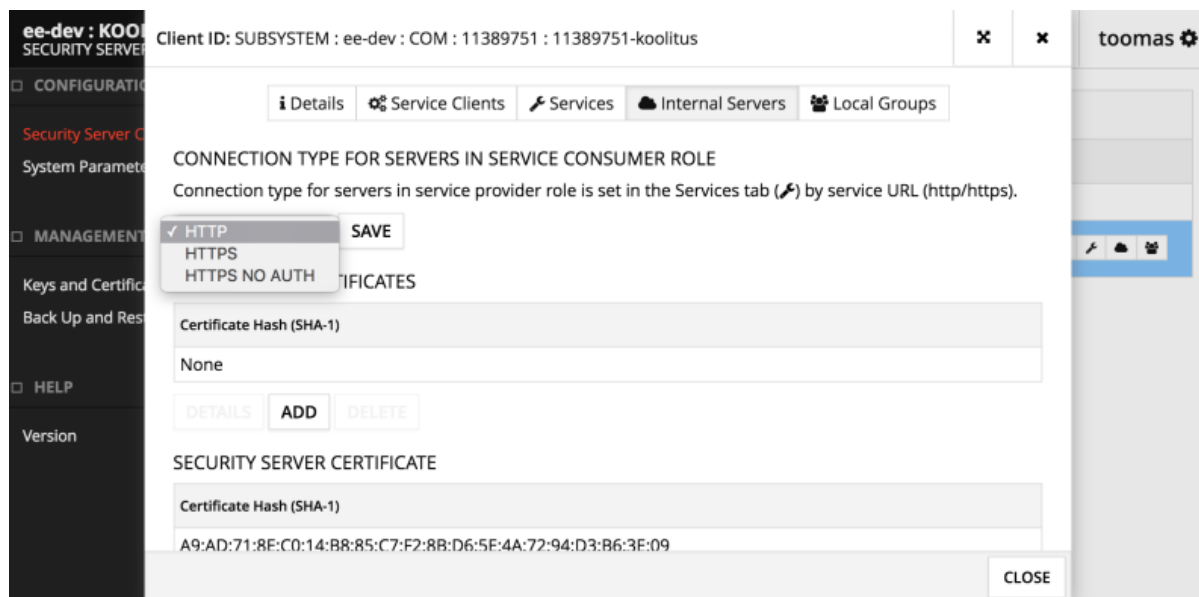 ee-dev : KOOI
SECURITY SERVER
Client ID: SUBSYSTEM : ee-dev : COM : 11389751 : 11389751-koolitus
toomas
CONFIGURATIO
Security Server C
System Paramete
MANAGEMENT
Keys and Certifica
Back Up and Rest
HELP
Version
Details Service Clients Services Internal Servers Local Groups
CONNECTION TYPE FOR SERVERS IN SERVICE CONSUMER ROLE
Connection type for servers in service provider role is set in the Services tab ( ) by service URL (http/https).
✓ HTTP
HTTPS
HTTPS NO AUTH
SAVE
TIFICATES
Certificate Hash (SHA-1)
None
DETAILS ADD DELETE
SECURITY SERVER CERTIFICATE
Certificate Hash (SHA-1)
A9:AD:71:8E:C0:14:B8:85:C7:F2:8B:D6:5E:4A:72:94:D3:B6:3E:09
CLOSE